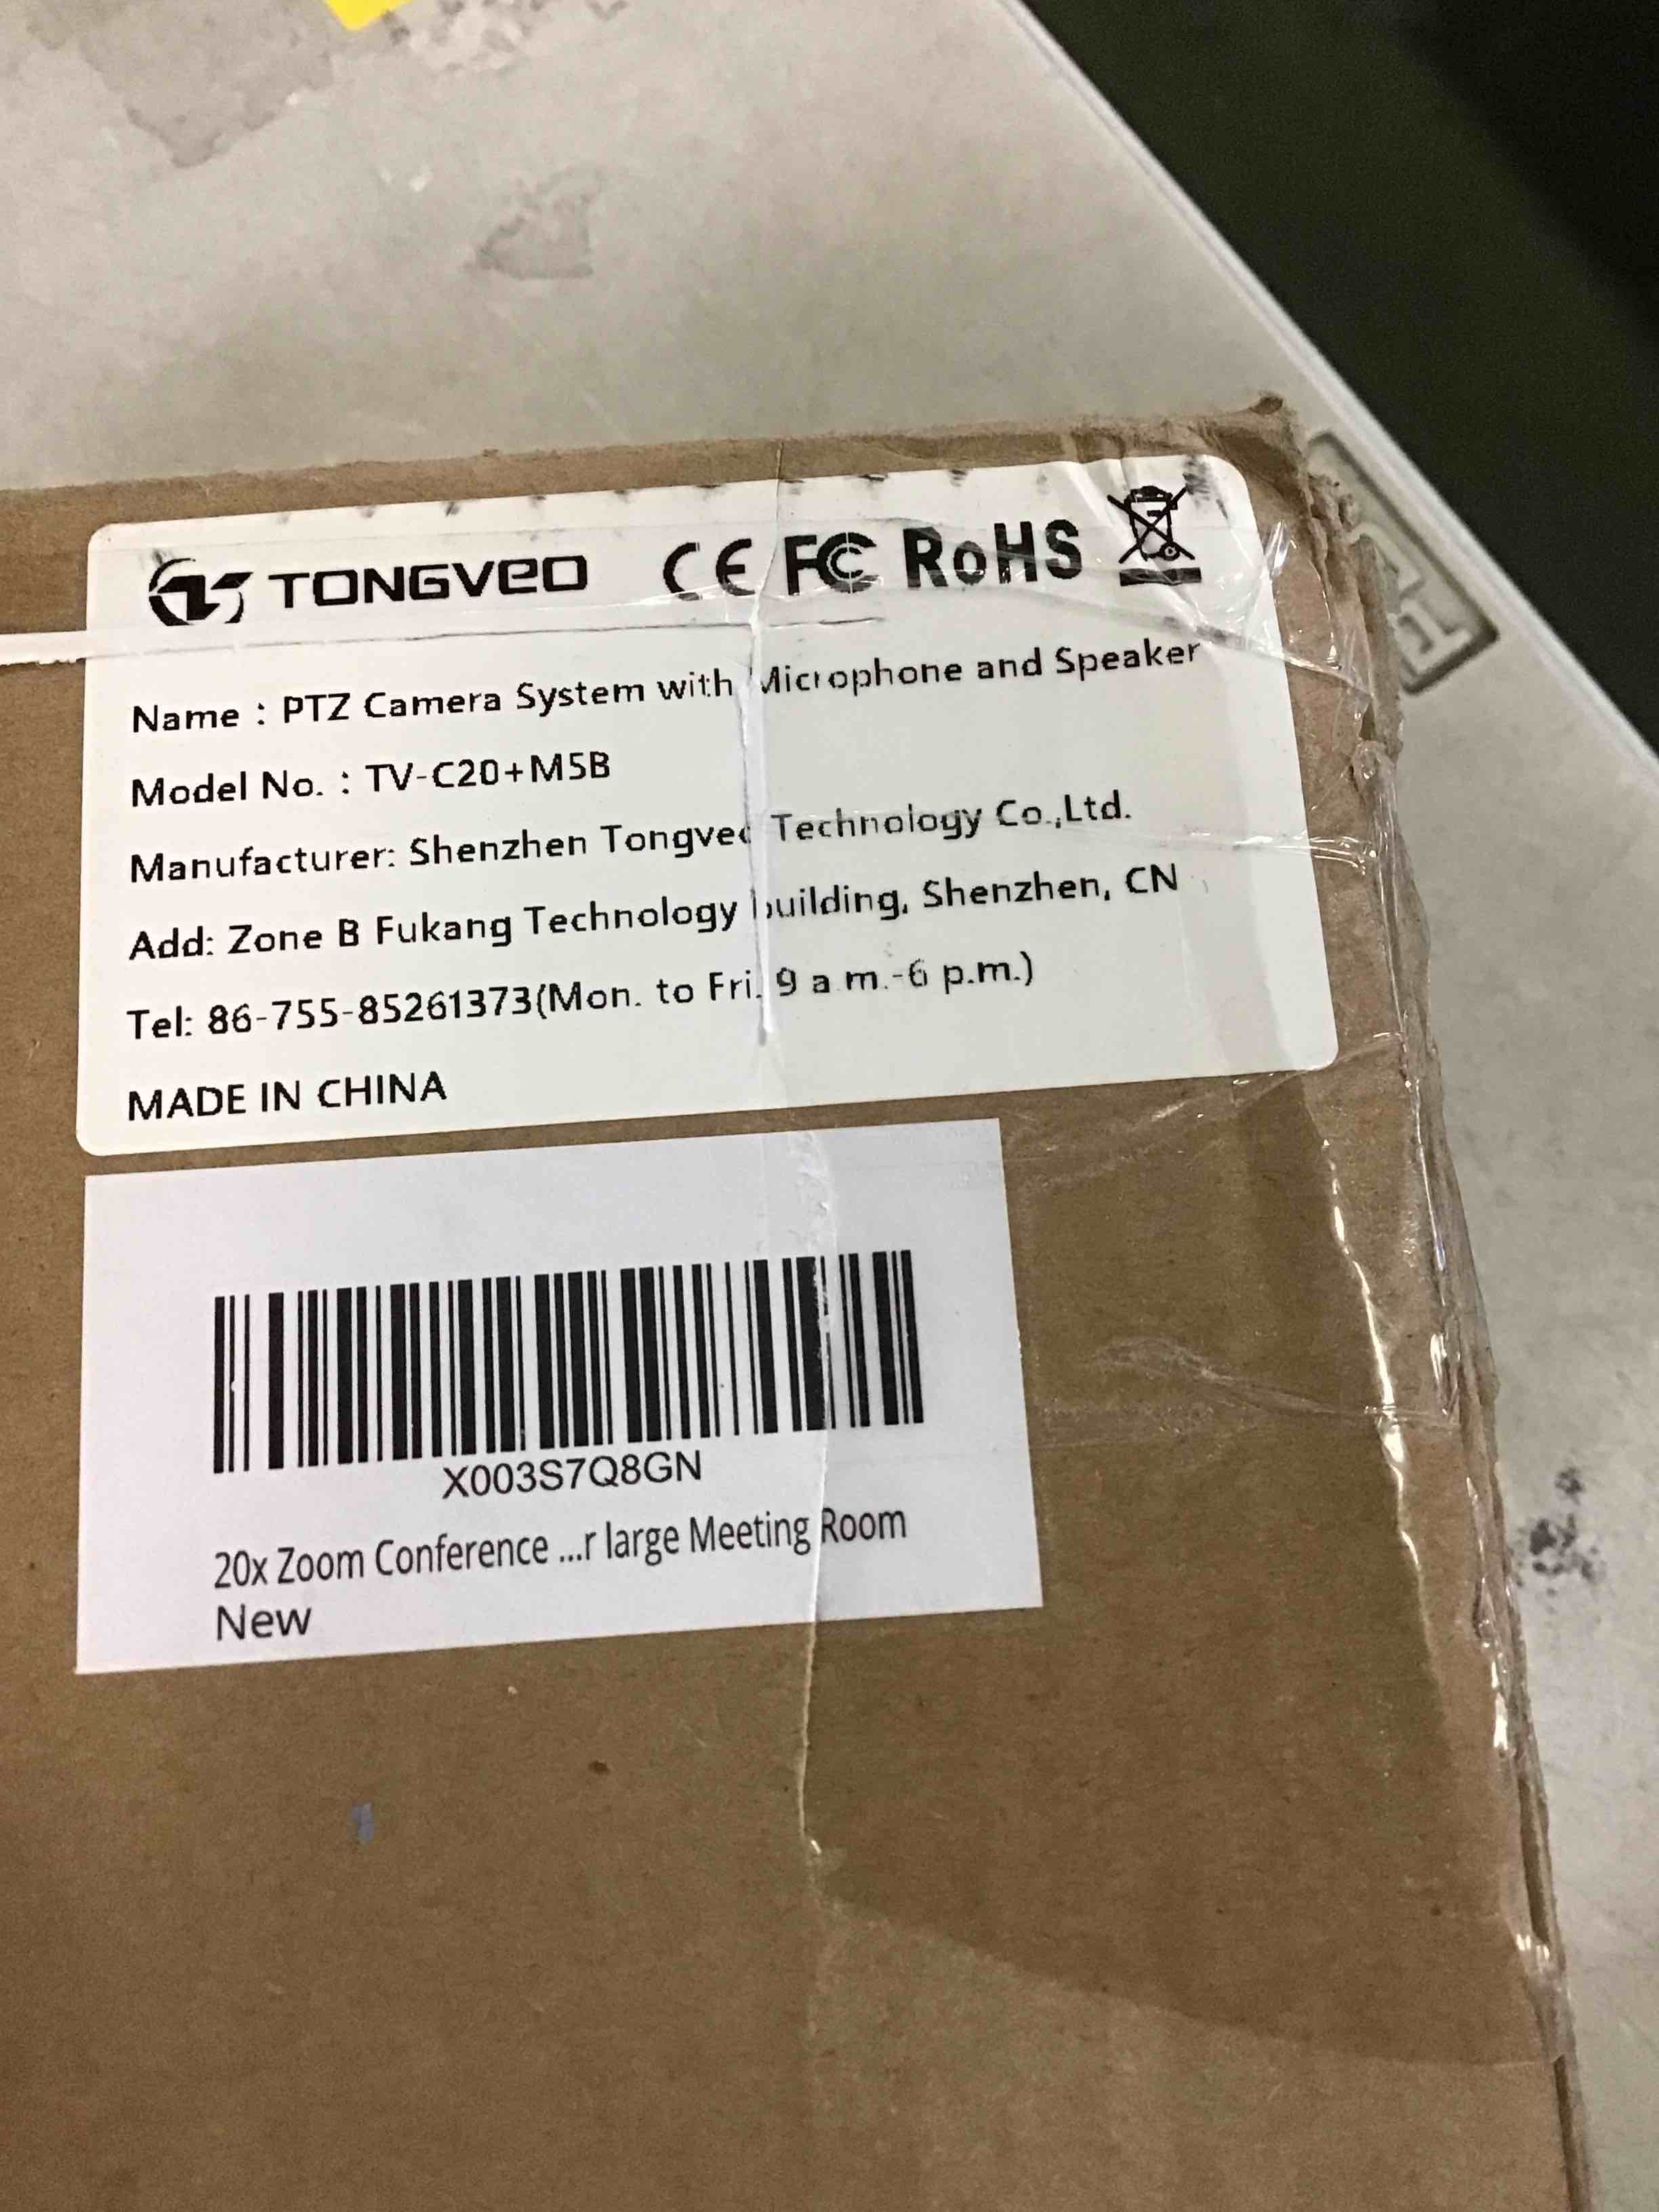 TONGVEO CE FC RoHS
Name : PTZ Camera System with Microphone and Speaker
Model No. : TV-C20+M5B
Manufacturer: Shenzhen Tongveo Technology Co.,Ltd.
Add: Zone B Fukang Technology building, Shenzhen, CN
Tel: 86-755-85261373(Mon. to Fri. 9 a.m.-6 p.m.)
MADE IN CHINA
X003S7Q8GN
20x Zoom Conference ...r large Meeting Room
New